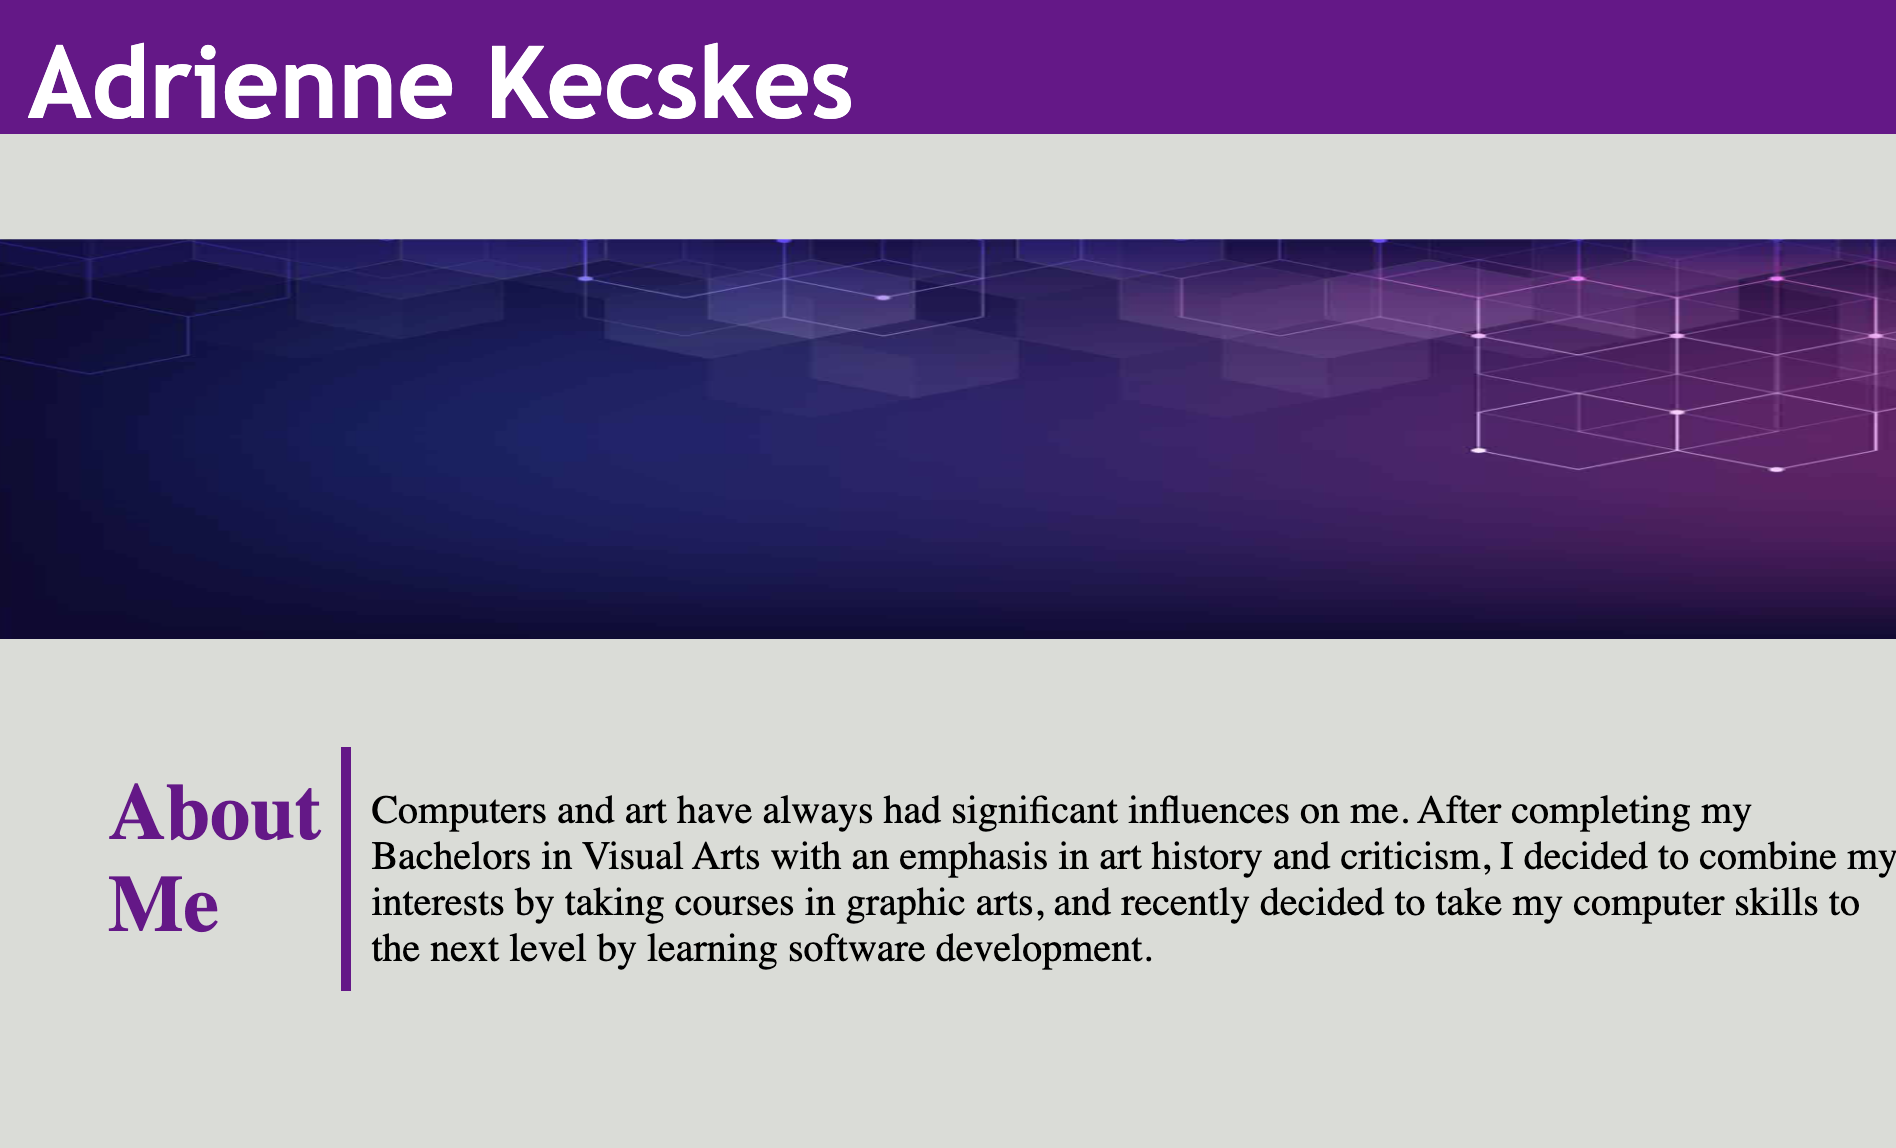 Adrienne Kecskes
About
Me
Computers and art have always had significant influences on me. After completing my
Bachelors in Visual Arts with an emphasis in art history and criticism, I decided to combine my
interests by taking courses in graphic arts, and recently decided to take my computer skills to
the next level by learning software development.